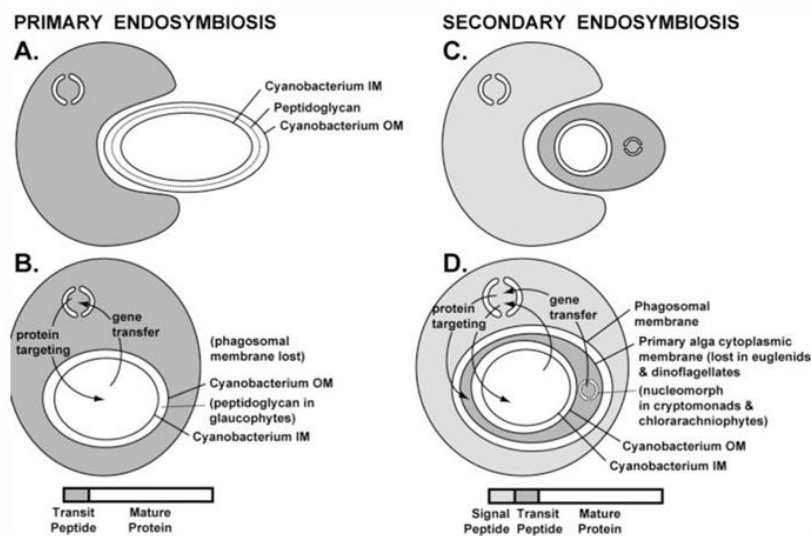 PRIMARY ENDOSYMBIOSIS
A.
Cyanobacterium IM
Peptidoglycan
Cyanobacterium OM
B.
protein
targeting
gene
transfer
(phagosomal
membrane lost)
Cyanobacterium OM
(peptidoglycan in
glaucophytes)
Cyanobacterium IM
Transit
Peptide
Mature
Protein
SECONDARY ENDOSYMBIOSIS
C.
D.
protein
targeting
gene
transfer
Phagosomal
membrane
Primary alga cytoplasmic
membrane (lost in euglenids
& dinoflagellates
(nucleomorph
in cryptomonads &
chlorarachniophytes)
Cyanobacterium OM
Cyanobacterium IM
Signal
Peptide
Transit
Peptide
Mature
Protein